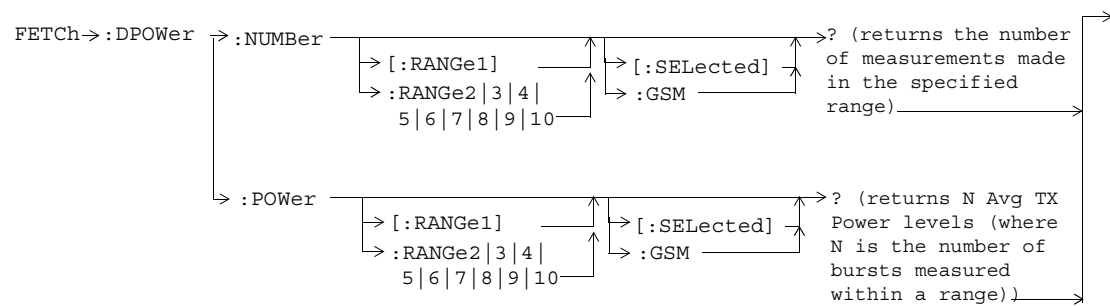 FETCh :DPOWer :NUMBer ? (returns the number
of measurements made
in the specified
range)
[:RANGe1] [:SELected]
:RANGe2|3|4| :GSM
5|6|7|8|9|10
:POWer ? (returns N Avg TX
Power levels (where
N is the number of
bursts measured
within a range))
[:RANGe1] [:SELected]
:RANGe2|3|4| :GSM
5|6|7|8|9|10